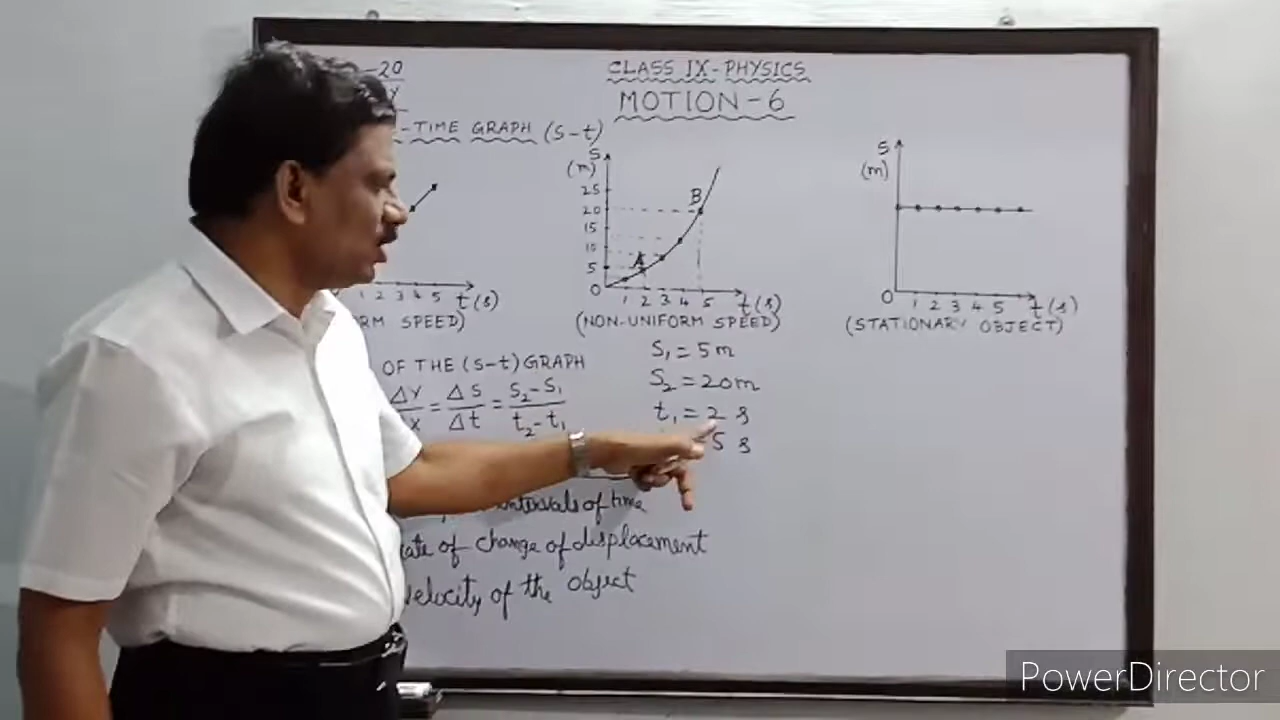 -20
CLASS IX-PHYSICS
MOTION-6
-TIME GRAPH (S-t)
1 2 3 4 5 t(s)
RM SPEED)
S
(m)
25
20
15
10
5
0
A
B
1 2 3 4 5 t(s)
(NON-UNIFORM SPEED)
S
(m)
0
1 2 3 4 5 t(s)
(STATIONARY OBJECT)
OF THE (S-t) GRAPH
ΔY/X = ΔS/Δt = S₂-S₁/t₂-t₁
S₁ = 5m
S₂ = 20m
t₁ = 2 s
5 s
intervals of time
rate of change of displacement
velocity of the object
PowerDirector